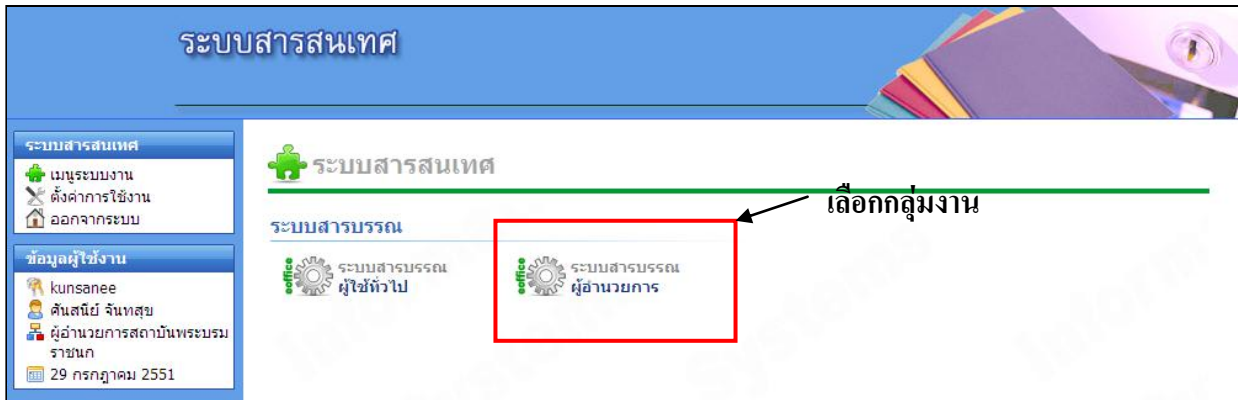 ระบบสารสนเทศ
ระบบสารสนเทศ
เมนูระบบงาน
ตั้งค่าการใช้งาน
ออกจากระบบ
ข้อมูลผู้ใช้งาน
kunsanee
ศันสนีย์ จันทสุข
ผู้อำนวยการสถาบันพระบรม
ราชนก
29 กรกฎาคม 2551
ระบบสารสนเทศ
เลือกกลุ่มงาน
ระบบสารบรรณ
office
ระบบสารบรรณ
ผู้ใช้ทั่วไป
office
ระบบสารบรรณ
ผู้อำนวยการ
Systems